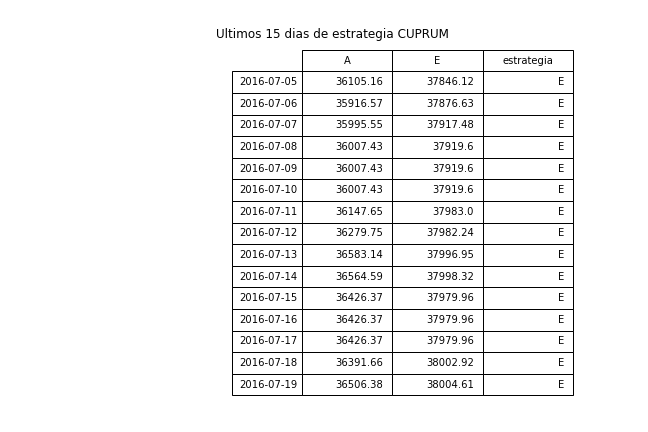 Ultimos 15 dias de estrategia CUPRUM
A E estrategia
2016-07-05 36105.16 37846.12 E
2016-07-06 35916.57 37876.63 E
2016-07-07 35995.55 37917.48 E
2016-07-08 36007.43 37919.6 E
2016-07-09 36007.43 37919.6 E
2016-07-10 36007.43 37919.6 E
2016-07-11 36147.65 37983.0 E
2016-07-12 36279.75 37982.24 E
2016-07-13 36583.14 37996.95 E
2016-07-14 36564.59 37998.32 E
2016-07-15 36426.37 37979.96 E
2016-07-16 36426.37 37979.96 E
2016-07-17 36426.37 37979.96 E
2016-07-18 36391.66 38002.92 E
2016-07-19 36506.38 38004.61 E